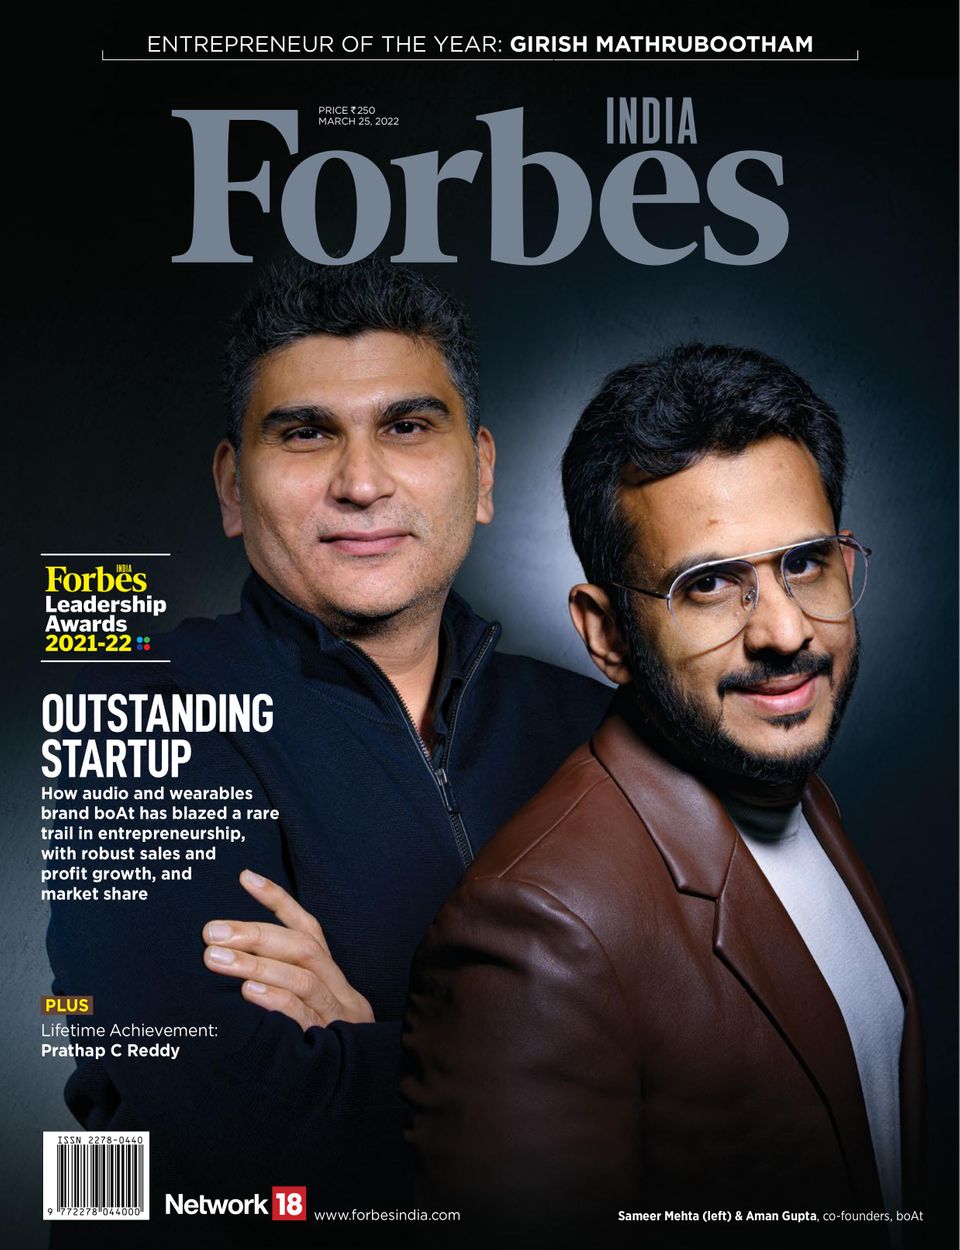 ENTREPRENEUR OF THE YEAR: GIRISH MATHRUBOOTHAM
PRICE ₹250
MARCH 25, 2022
INDIA
Forbes
INDIA
Forbes
Leadership
Awards
2021-22
OUTSTANDING
STARTUP
How audio and wearables
brand boAt has blazed a rare
trail in entrepreneurship,
with robust sales and
profit growth, and
market share
PLUS
Lifetime Achievement:
Prathap C Reddy
ISSN 2278-0440
9 772278 044000
Network 18
www.forbesindia.com
Sameer Mehta (left) & Aman Gupta, co-founders, boAt